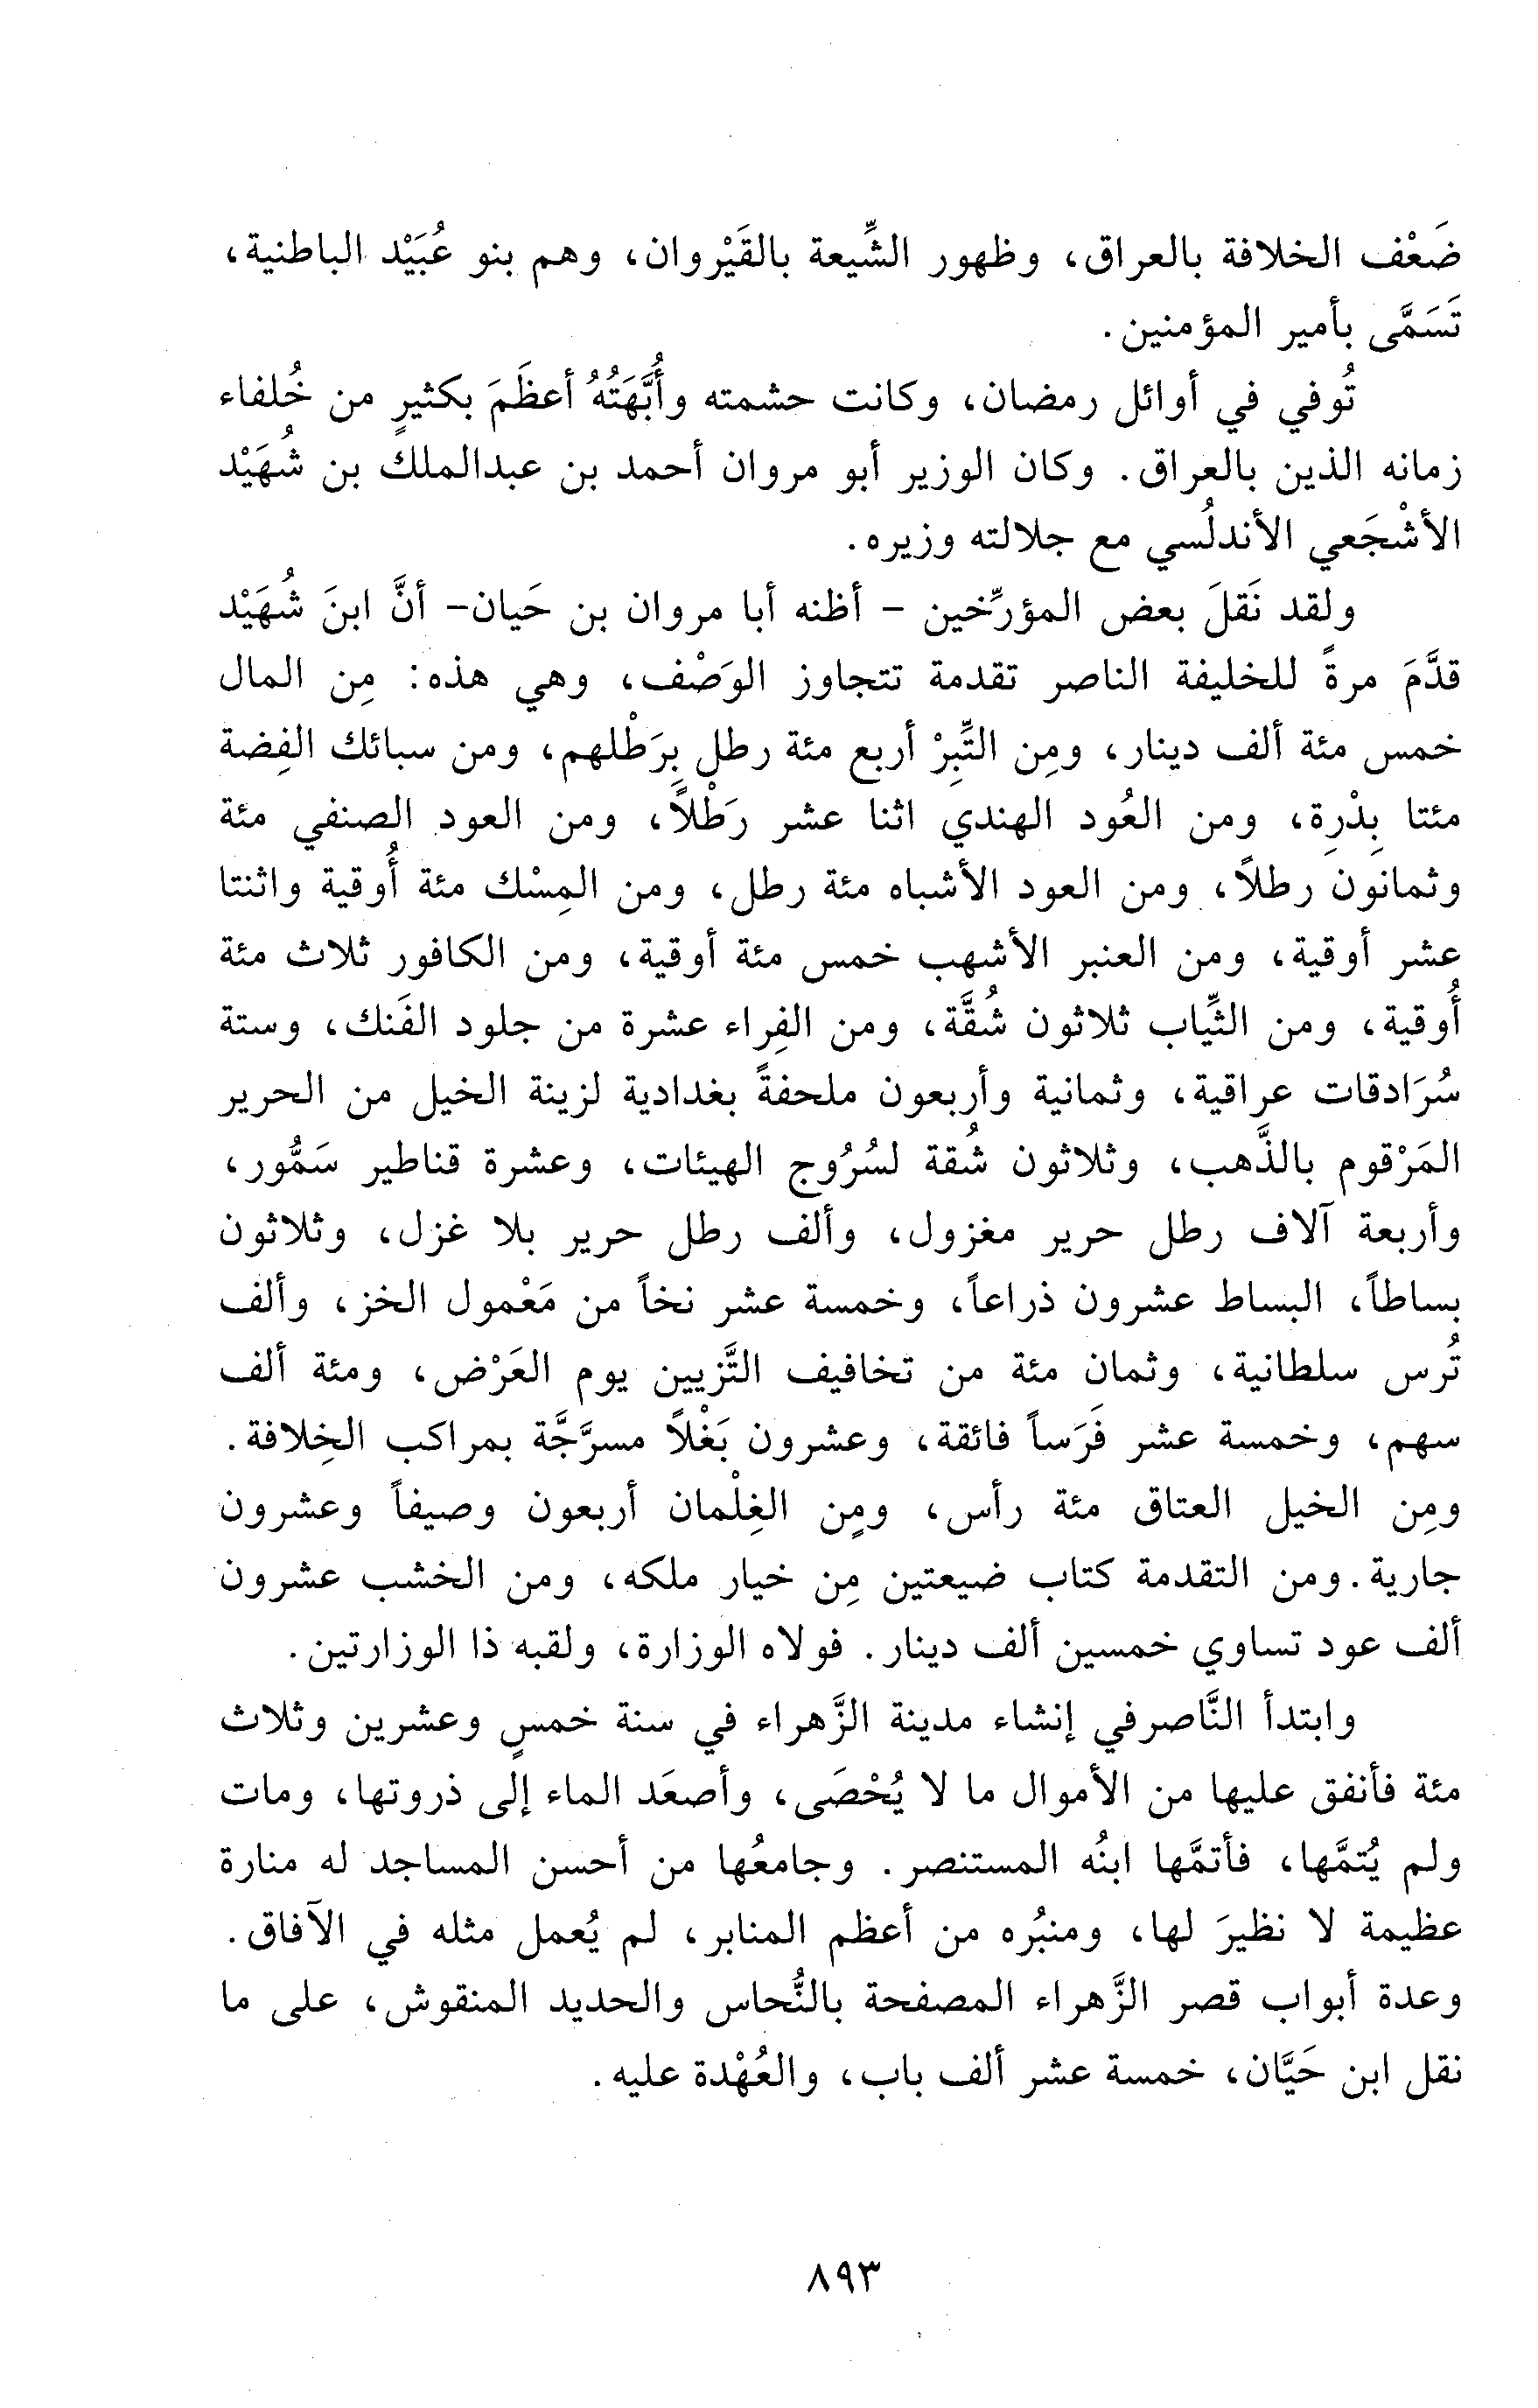 ضَعْف الخلافة بالعراق، وظهور الشِّيعة بالقَيْروان، وهم بنو عُبَيْد الباطنية،
تَسَمَّى بأمير المؤمنين.
تُوفي في أوائل رمضان، وكانت حشمته وأُبَّهَتُهُ أعظَمَ بكثيرٍ من خُلفاء
زمانه الذين بالعراق. وكان الوزير أبو مروان أحمد بن عبدالملك بن شُهَيْد
الأشْجَعي الأندلُسي مع جلالته وزيره.
ولقد نَقلَ بعض المؤرِّخين - أظنه أبا مروان بن حَيان- أنَّ ابنَ شُهَيْد
قدَّمَ مرةً للخليفة الناصر تقدمة تتجاوز الوَصْف، وهي هذه: مِن المال
خمس مئة ألف دينار، ومِن التِّبِرْ أربع مئة رطل بِرَطْلهم، ومن سبائك الفِضة
مئتا بِدْرِة، ومن العُود الهندي اثنا عشر رَطْلاً، ومن العود الصنفي مئة
وثمانون رطلاً، ومن العود الأشباه مئة رطل، ومن المِسْك مئة أُوقية واثنتا
عشر أوقية، ومن العنبر الأشهب خمس مئة أوقية، ومن الكافور ثلاث مئة
أُوقية، ومن الثِّياب ثلاثون شُقَّة، ومن الفِراء عشرة من جلود الفَنك، وستة
سُرَادقات عراقية، وثمانية وأربعون ملحفةً بغدادية لزينة الخيل من الحرير
المَرْقوم بالذَّهب، وثلاثون شُقة لسُرُوج الهيئات، وعشرة قناطير سَمُّور،
وأربعة آلاف رطل حرير مغزول، وألف رطل حرير بلا غزل، وثلاثون
بساطاً، البساط عشرون ذراعاً، وخمسة عشر نخاً من مَعْمول الخز، وألف
تُرس سلطانية، وثمان مئة من تخافيف التَّزيين يوم العَرْض، ومئة ألف
سهم، وخمسة عشر فَرَساً فائقة، وعشرون بَغْلاً مسرَّجَّة بمراكب الخِلافة.
ومِن الخيل العتاق مئة رأس، ومِن الغِلْمان أربعون وصيفاً وعشرون
جارية. ومن التقدمة كتاب ضيعتين مِن خيار ملكه، ومن الخشب عشرون
ألف عود تساوي خمسين ألف دينار. فولاه الوزارة، ولقبه ذا الوزارتين.
وابتدأ النَّاصرفي إنشاء مدينة الزَّهراء في سنة خمسٍ وعشرين وثلاث
مئة فأنفق عليها من الأموال ما لا يُحْصَى، وأصعَد الماء إلى ذروتها، ومات
ولم يُتمَّها، فأتمَّها ابنُه المستنصر. وجامعُها من أحسن المساجد له منارة
عظيمة لا نظيرَ لها، ومنبُره من أعظم المنابر، لم يُعمل مثله في الآفاق.
وعدة أبواب قصر الزَّهراء المصفحة بالنُّحاس والحديد المنقوش، على ما
نقل ابن حَيَّان، خمسة عشر ألف باب، والعُهْدة عليه.
٨٩٣